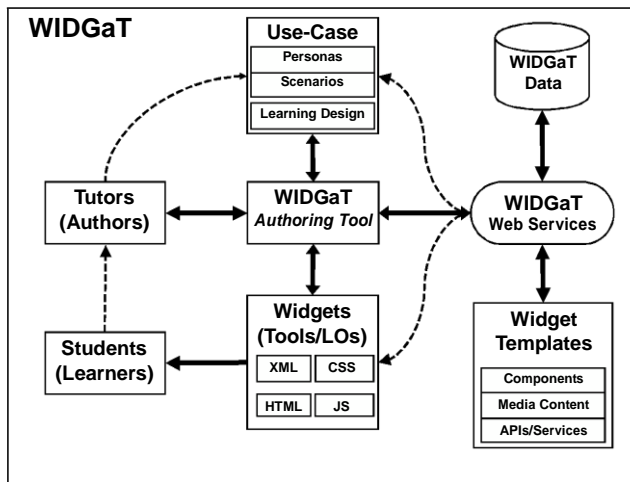 WIDGaT
Use-Case
Personas
Scenarios
Learning Design
WIDGaT
Data
Tutors
(Authors)
WIDGaT
Authoring Tool
WIDGaT
Web Services
Students
(Learners)
Widgets
(Tools/LOs)
XML
CSS
HTML
JS
Widget
Templates
Components
Media Content
APIs/Services